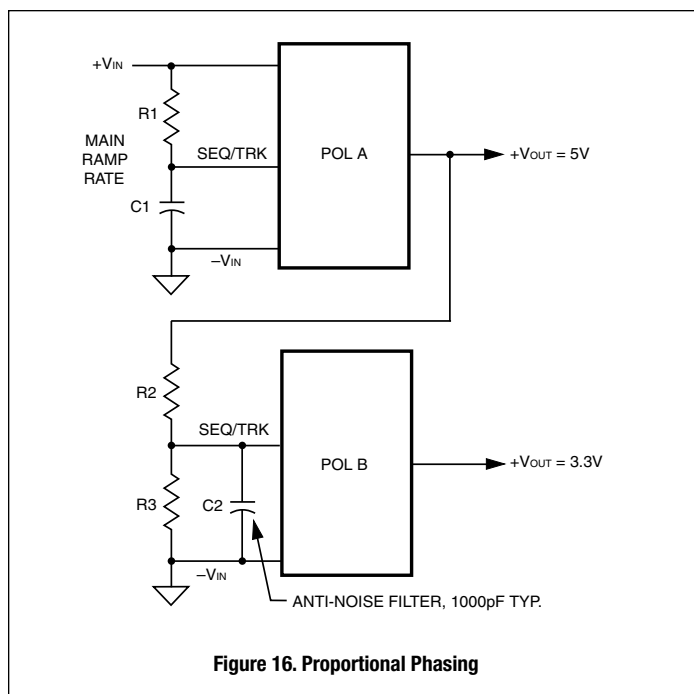 +VIN
R1
MAIN
RAMP
RATE
SEQ/TRK
C1
–VIN
POL A
+VOUT = 5V
R2
SEQ/TRK
R3
C2
–VIN
POL B
+VOUT = 3.3V
ANTI-NOISE FILTER, 1000pF TYP.
Figure 16. Proportional Phasing